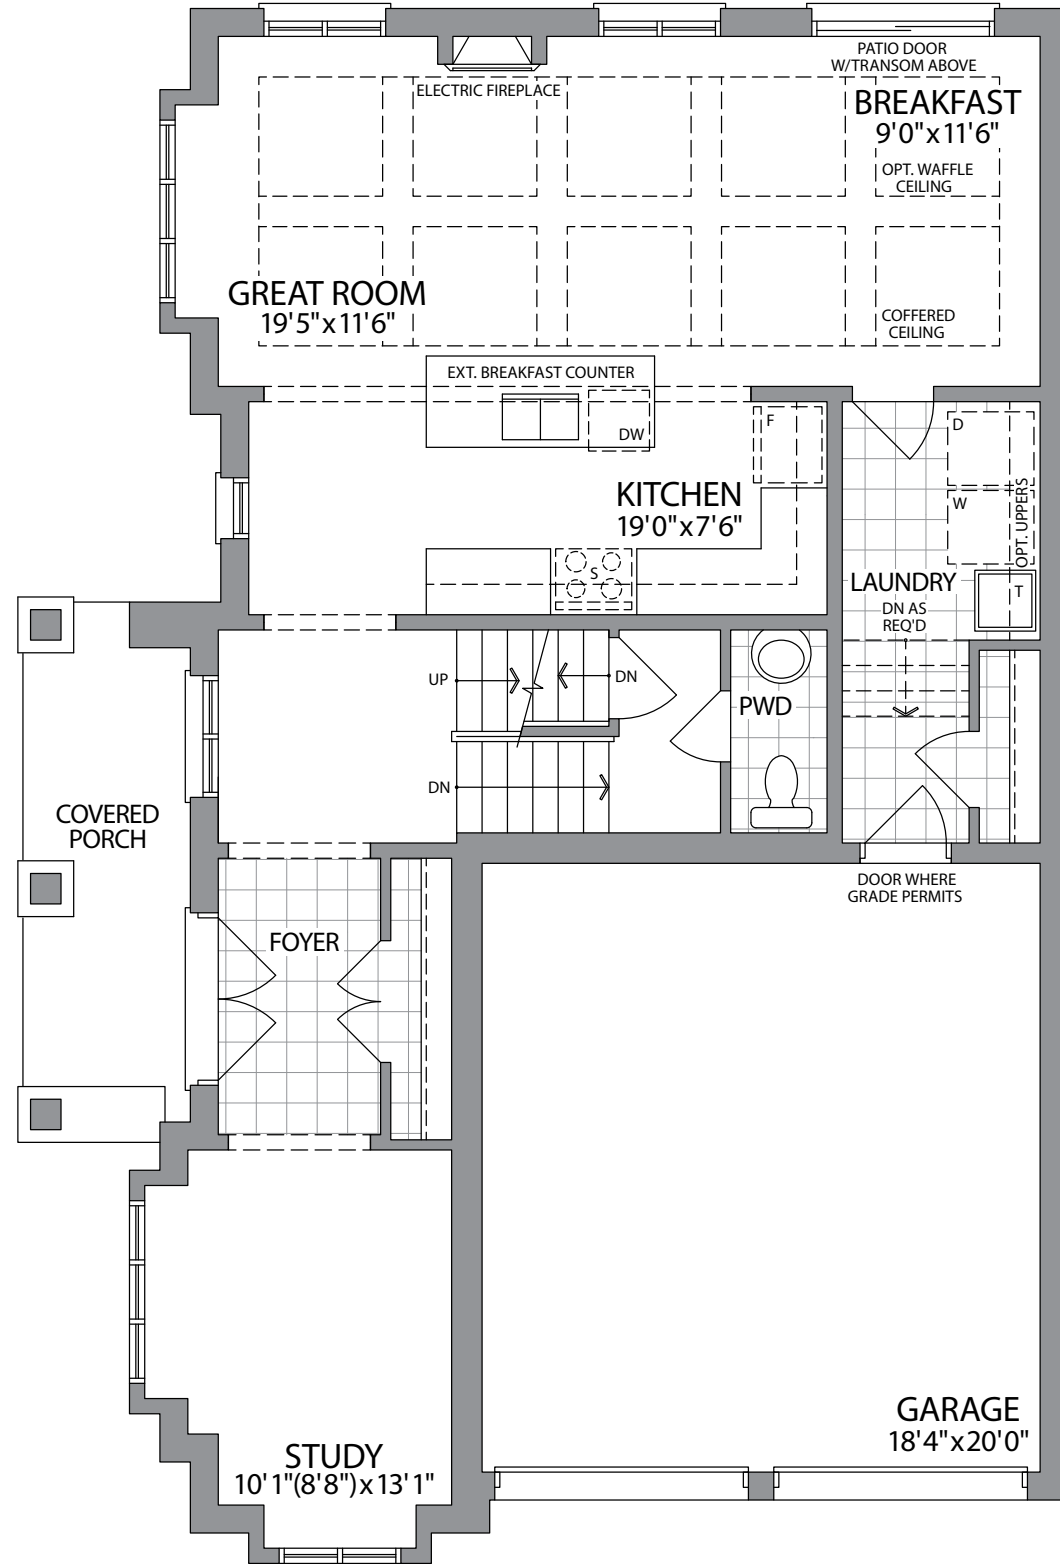 PATIO DOOR
W/TRANSOM ABOVE
ELECTRIC FIREPLACE
BREAKFAST
9'0"x11'6"
OPT. WAFFLE
CEILING
GREAT ROOM
19'5"x11'6"
COFFERED
CEILING
EXT. BREAKFAST COUNTER
DW
F
D
KITCHEN
19'0"x7'6"
W
OPT. UPPERS
S
LAUNDRY
DN AS
REQ'D
T
UP
DN
PWD
DN
COVERED
PORCH
DOOR WHERE
GRADE PERMITS
FOYER
GARAGE
18'4"x20'0"
STUDY
10'1"(8'8")x13'1"